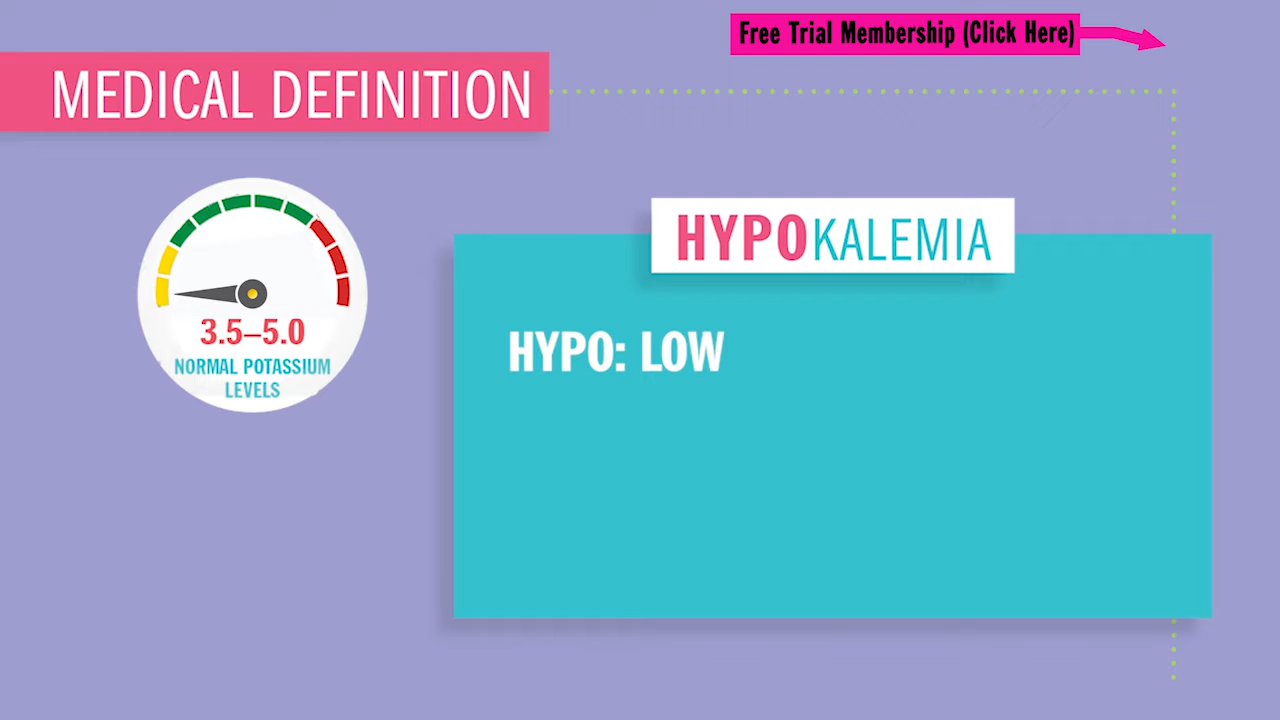 Free Trial Membership (Click Here)
MEDICAL DEFINITION
HYPOKALEMIA
3.5–5.0
NORMAL POTASSIUM
LEVELS
HYPO: LOW